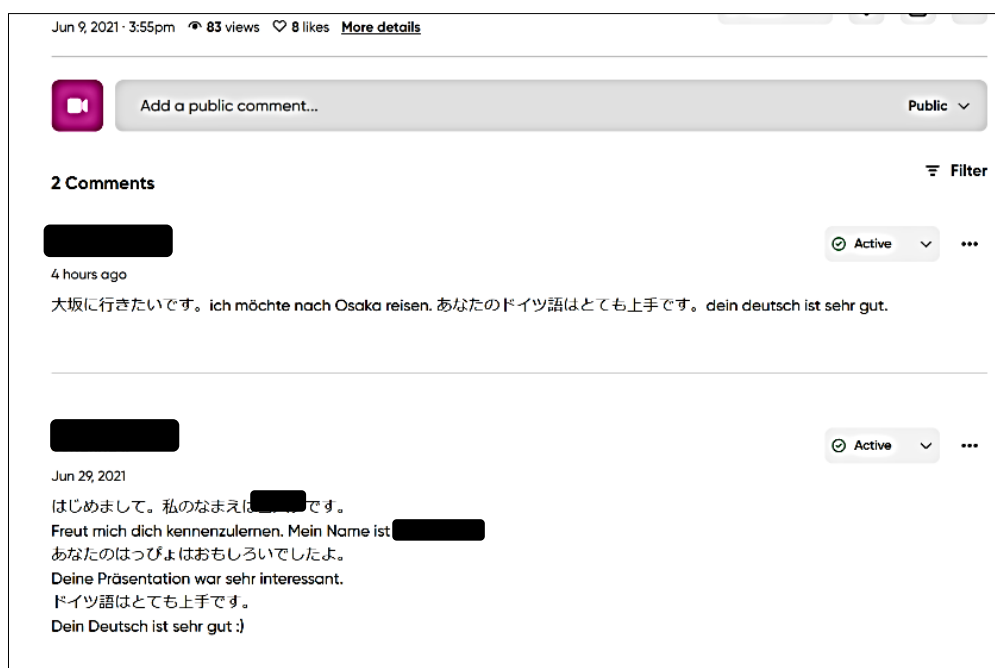 Jun 9, 2021 · 3:55pm 83 views 8 likes More details
Add a public comment... Public
Filter
2 Comments
Active
4 hours ago
大坂に行きたいです。ich möchte nach Osaka reisen. あなたのドイツ語はとても上手です。dein deutsch ist sehr gut.
Active
Jun 29, 2021
はじめまして。私のなまえは です。
Freut mich dich kennenzulernen. Mein Name ist
あなたのはっぴょはおもしろいでしたよ。
Deine Präsentation war sehr interessant.
ドイツ語はとても上手です。
Dein Deutsch ist sehr gut :)